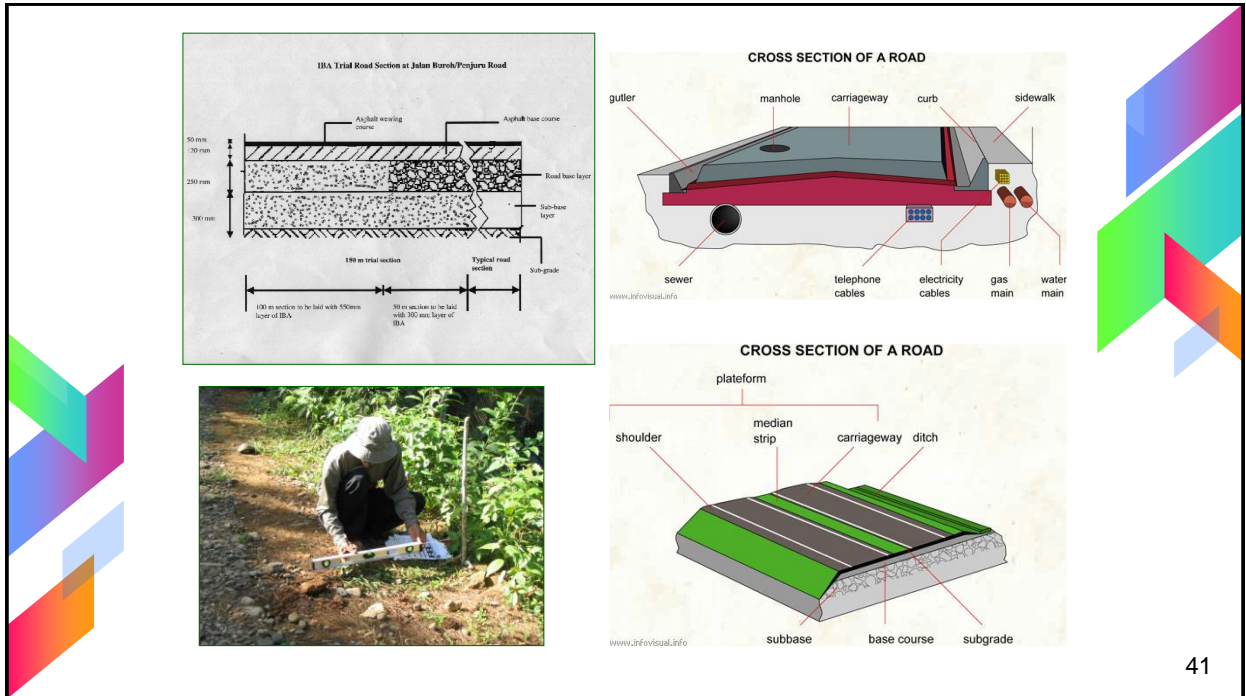 IBA Trial Road Section at Jalan Buroh/Penjuru Road
Asphalt wearing
course
Asphalt base course
50 mm
120 mm
250 mm
300 mm
Road base layer
Sub-base
layer
Sub-grade
150 m trial section
Typical road
section
100 m section to be laid with 550mm
layer of IBA
50 m section to be laid
with 300 mm layer of
IBA
CROSS SECTION OF A ROAD
gutler
manhole
carriageway
curb
sidewalk
sewer
telephone
cables
electricity
cables
gas
main
water
main
www.infovisual.info
CROSS SECTION OF A ROAD
plateform
shoulder
median
strip
carriageway
ditch
subbase
base course
subgrade
www.infovisual.info
41